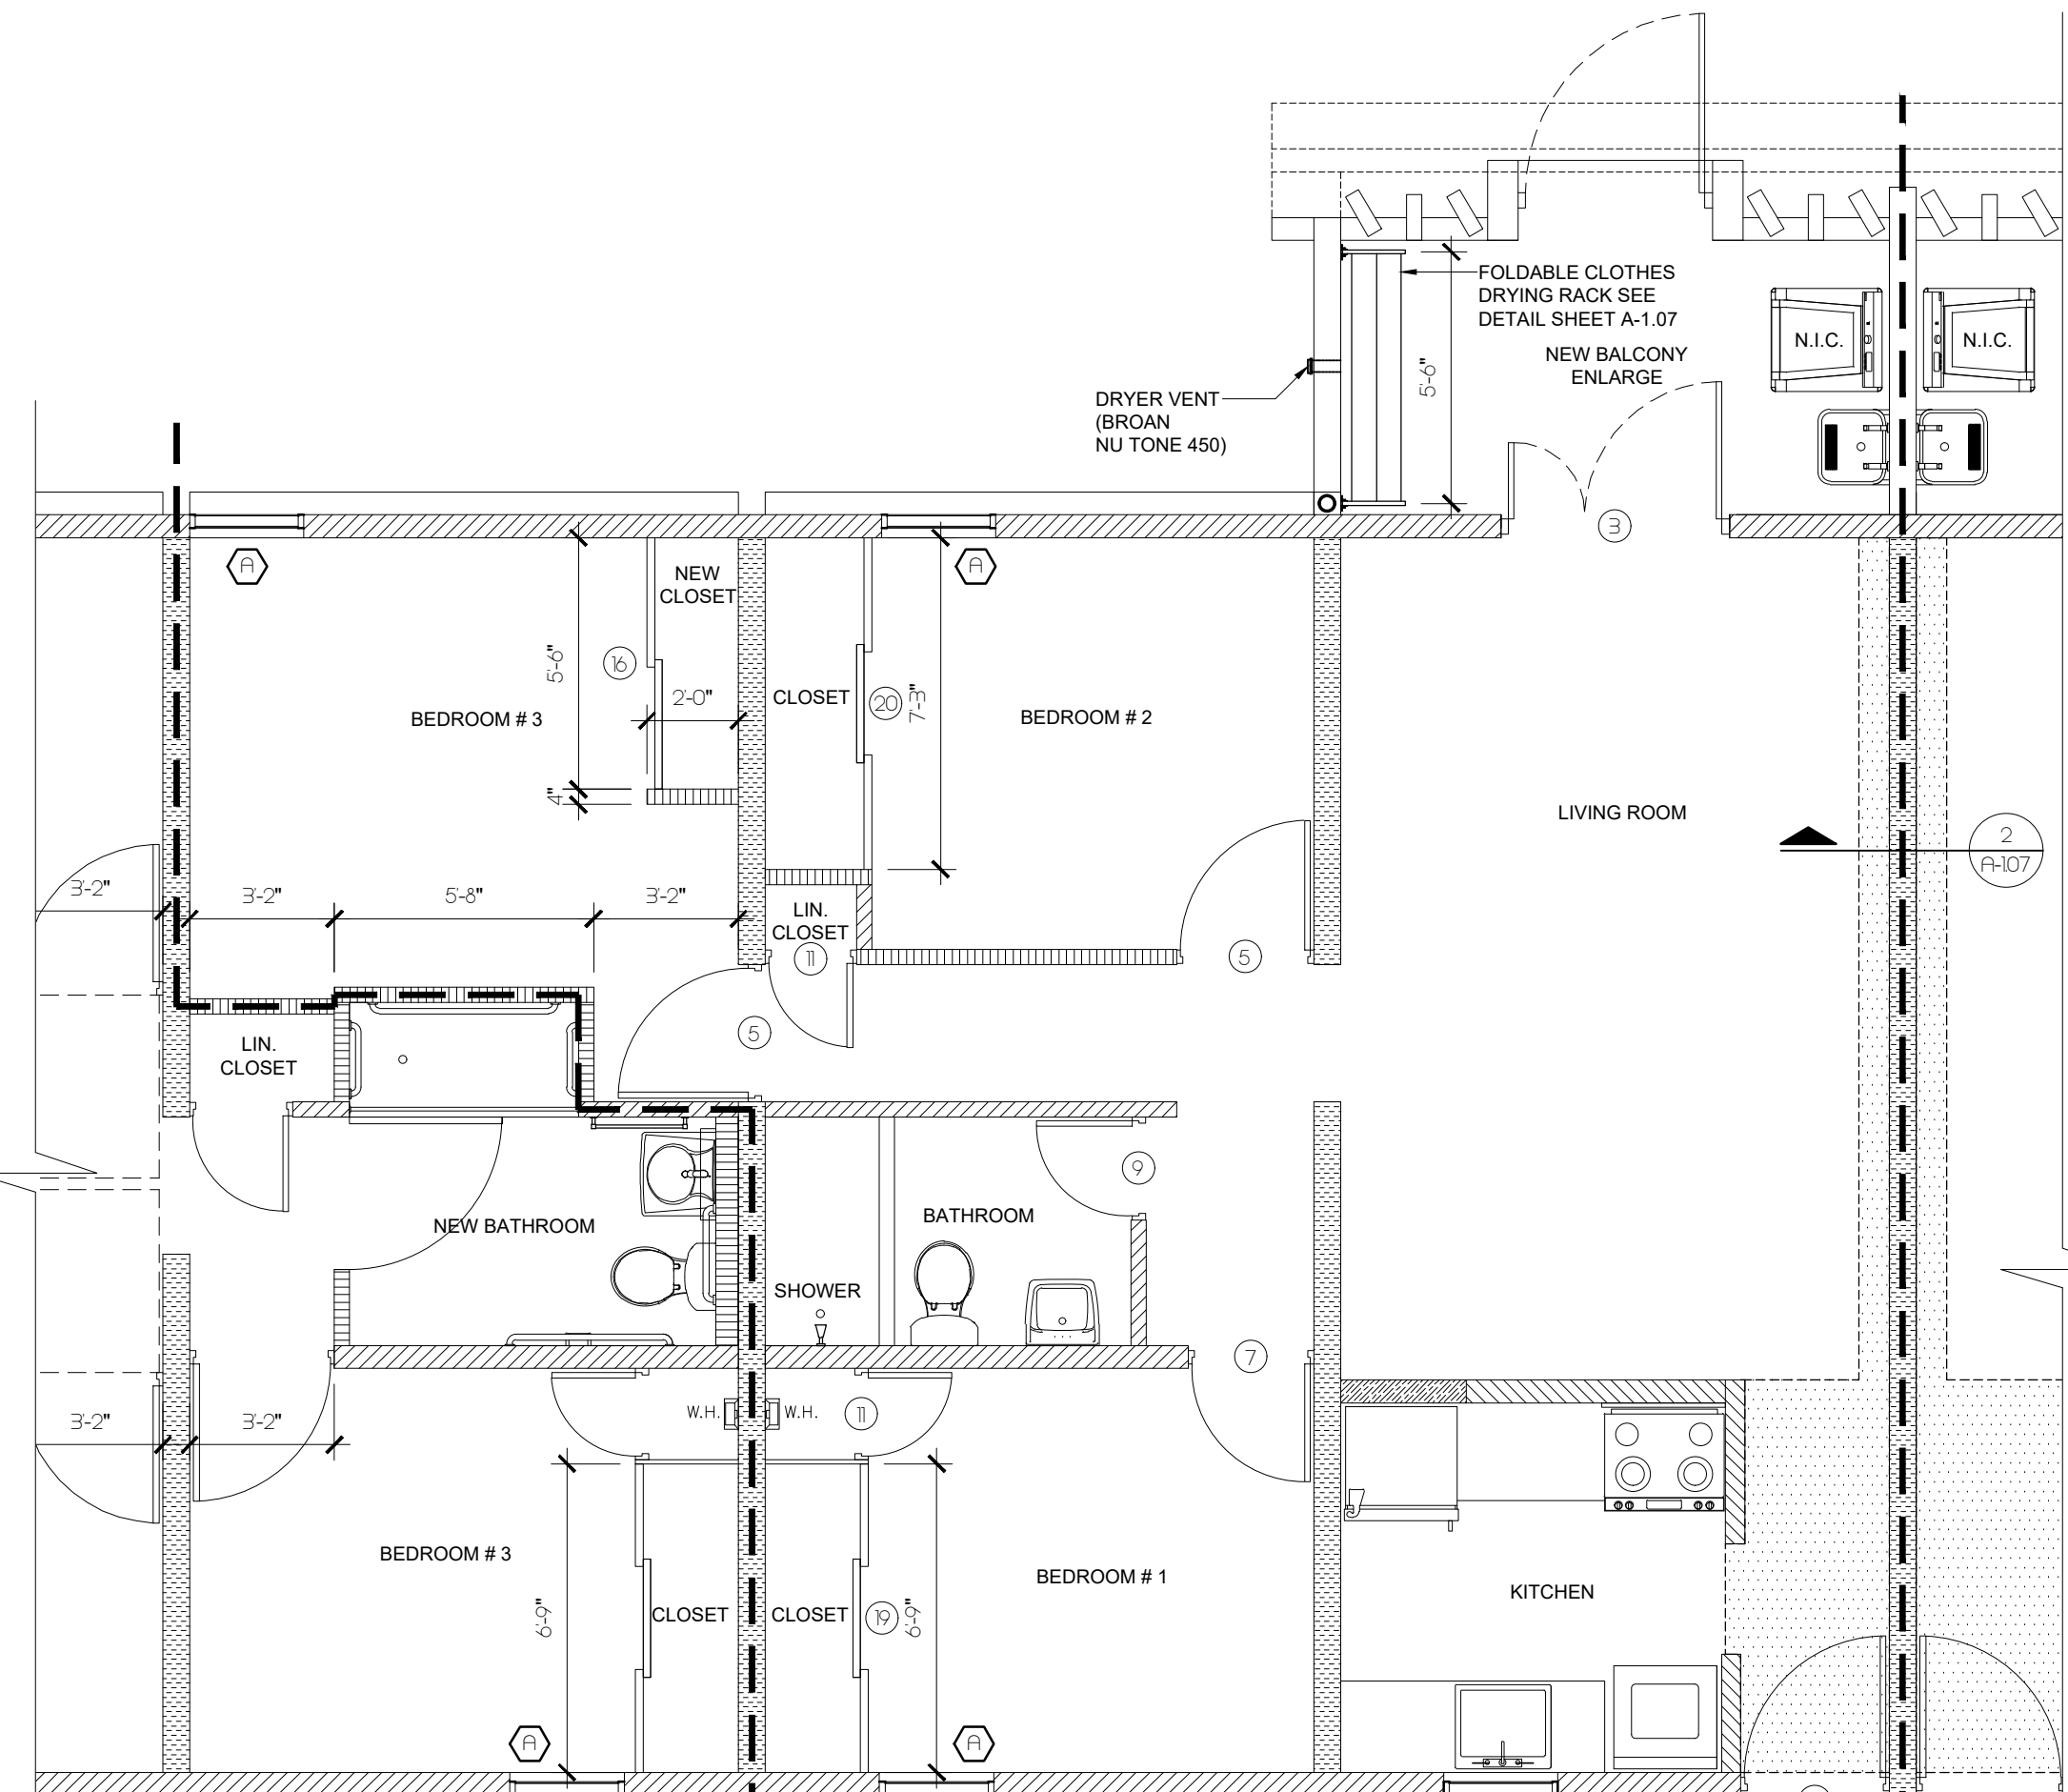 FOLDABLE CLOTHES
DRYING RACK SEE
DETAIL SHEET A-1.07
NEW BALCONY
ENLARGE
N.I.C.
N.I.C.
5'-6"
DRYER VENT
(BROAN
NU TONE 450)
3
A
NEW
CLOSET
A
5'-6"
16
2'-0"
4"
BEDROOM # 3
CLOSET
20
7'-3"
BEDROOM # 2
LIVING ROOM
2
A-1.07
3'-2"
3'-2"
5'-8"
3'-2"
LIN.
CLOSET
11
5
5
LIN.
CLOSET
9
NEW BATHROOM
BATHROOM
SHOWER
7
3'-2"
3'-2"
W.H.
W.H.
11
BEDROOM # 3
6'-9"
CLOSET
CLOSET
19
6'-9"
BEDROOM # 1
KITCHEN
A
A